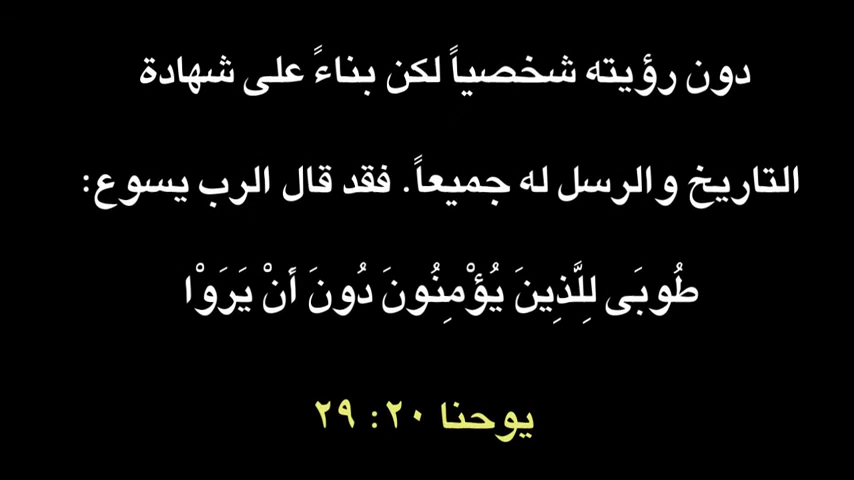 دون رؤيته شخصياً لكن بناءً على شهادة
التاريخ والرسل له جميعاً. فقد قال الرب يسوع:
طُوبَى لِلَّذِينَ يُؤْمِنُونَ دُونَ أَنْ يَرَوْا
يوحنا ٢٠: ٢٩